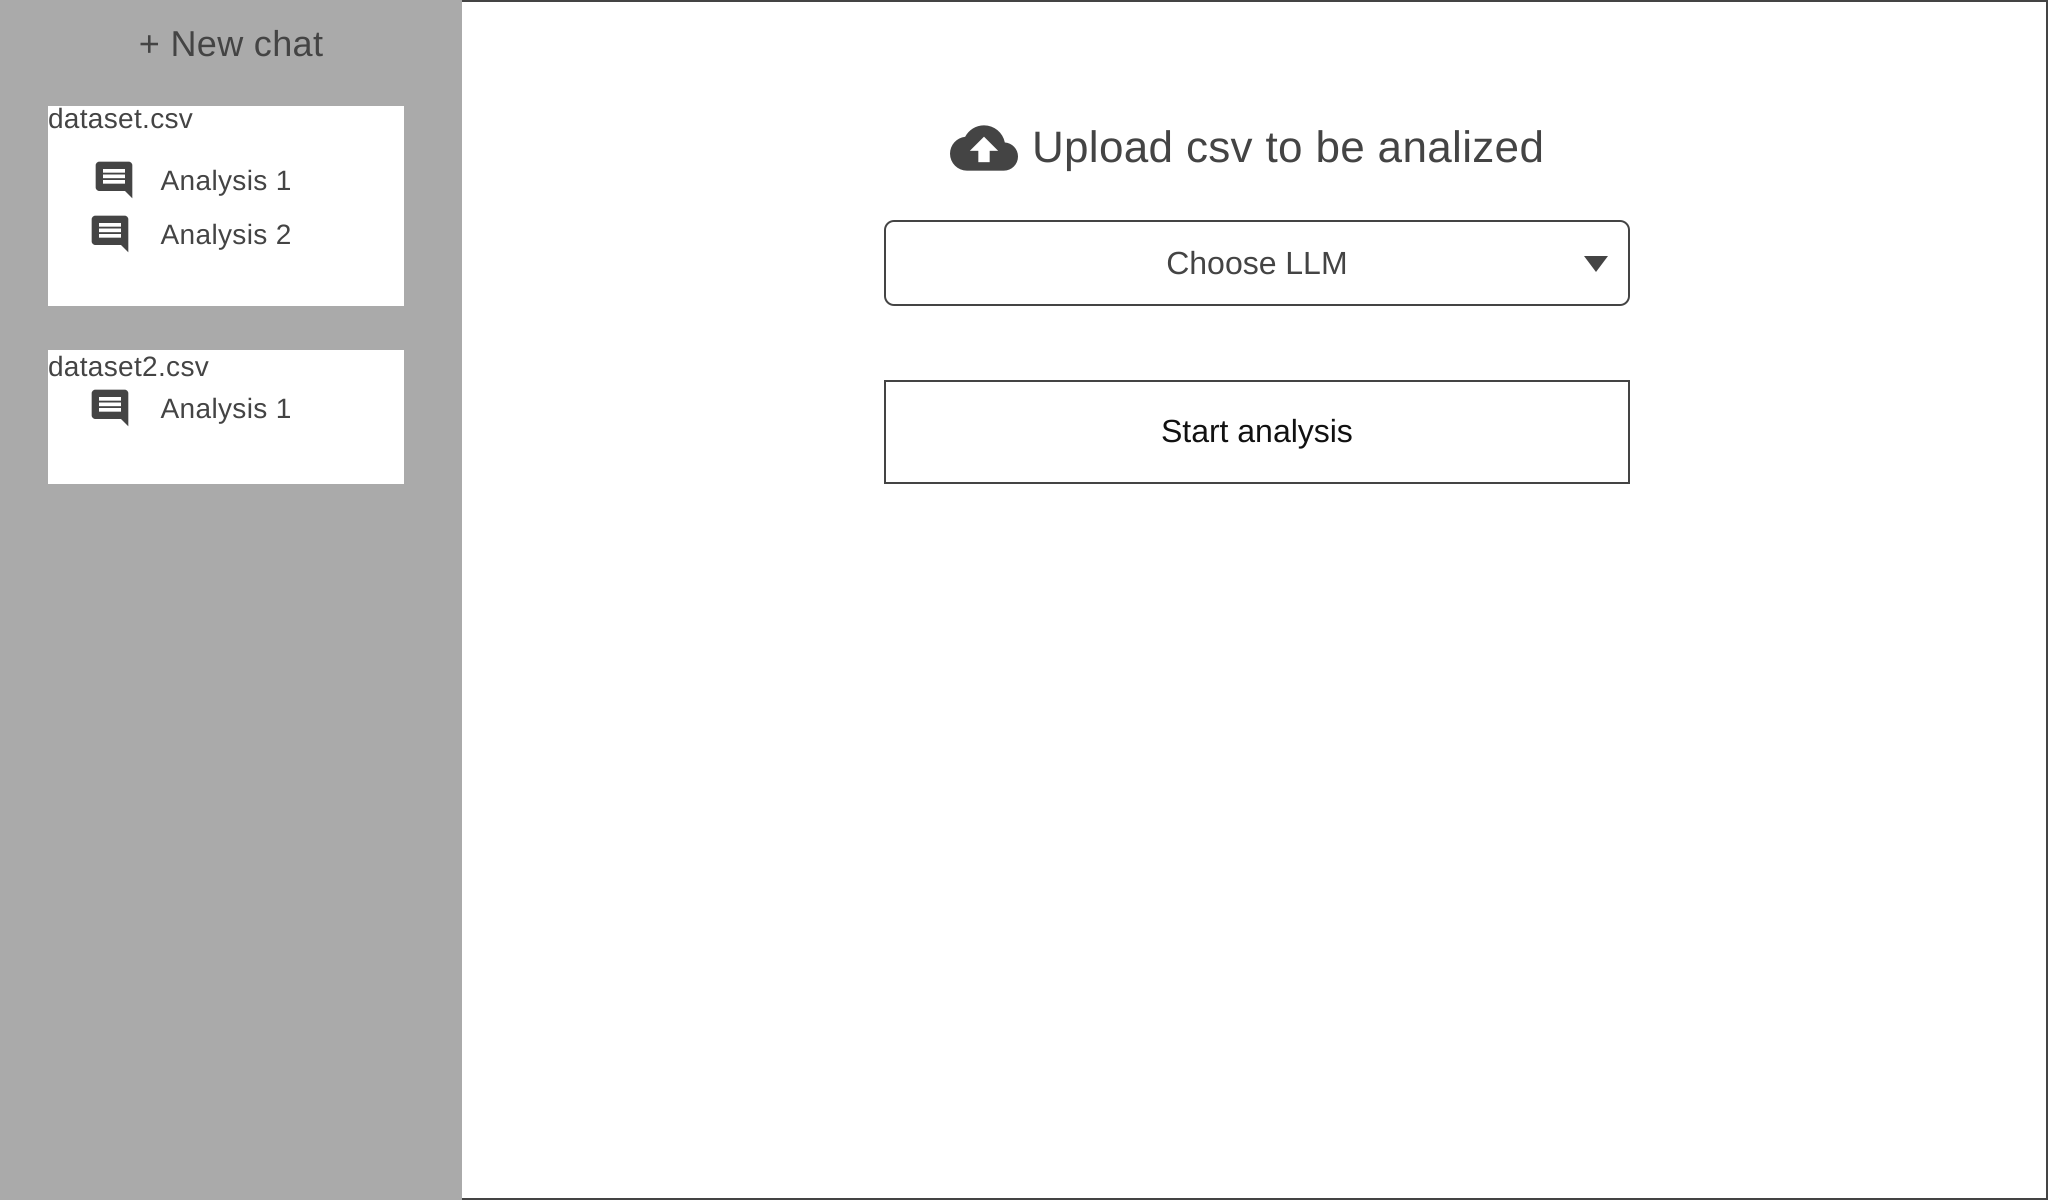 + New chat
dataset.csv
Analysis 1
Analysis 2
dataset2.csv
Analysis 1
Upload csv to be analized
Choose LLM
Start analysis